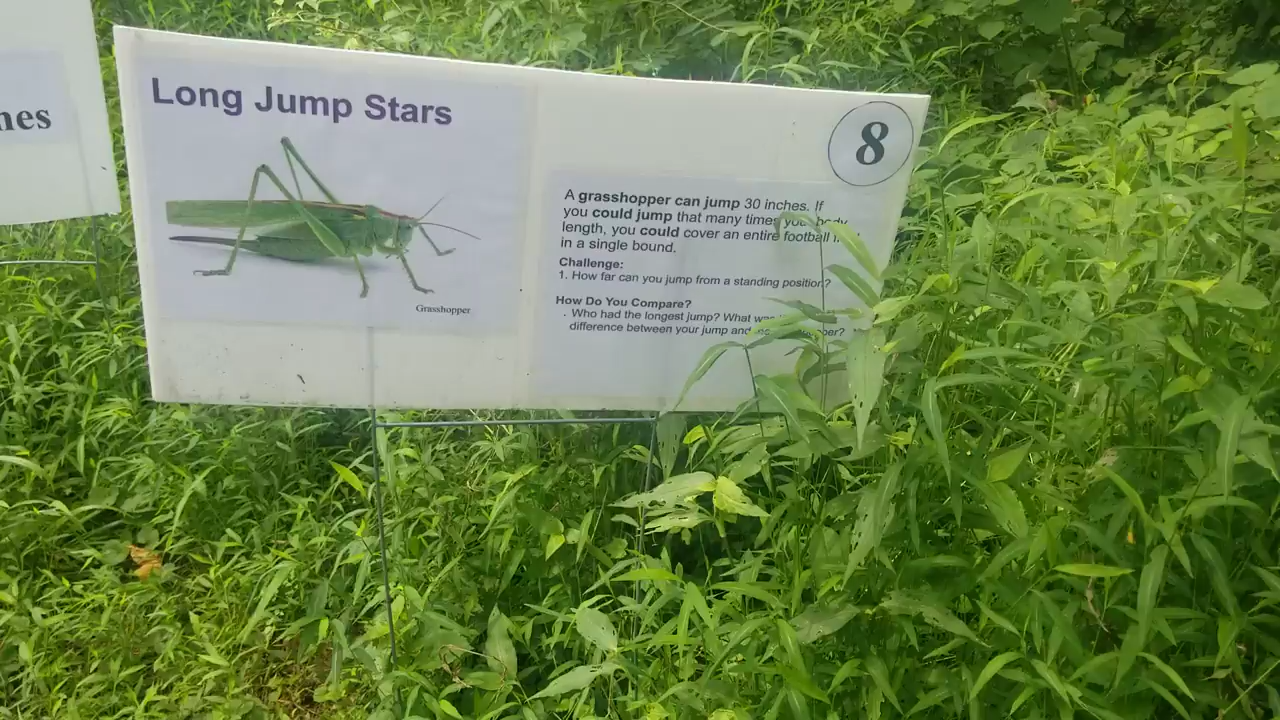 nes
Long Jump Stars
8
A grasshopper can jump 30 inches. If
you could jump that many times your body
length, you could cover an entire football
in a single bound.
Challenge:
1. How far can you jump from a standing position?
How Do You Compare?
. Who had the longest jump? What was
difference between your jump and
Grasshopper